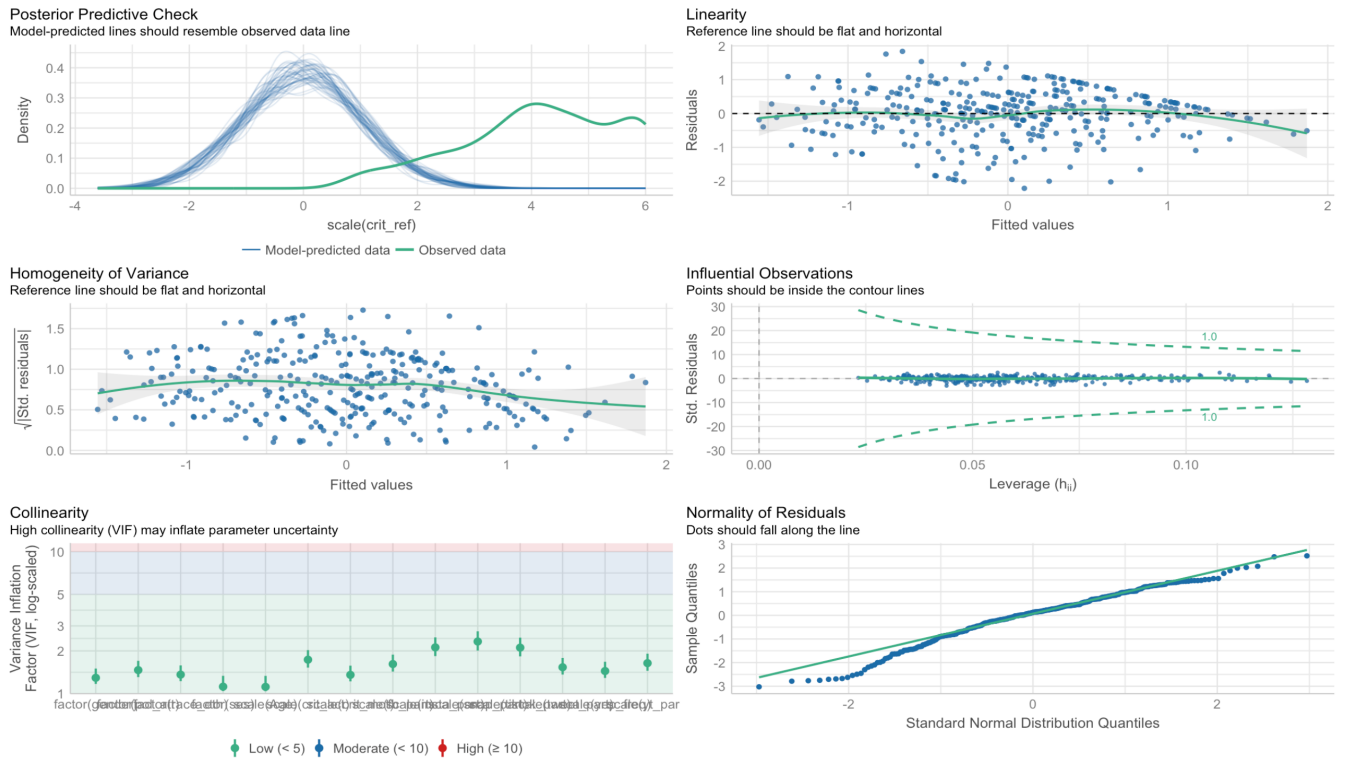 Posterior Predictive Check
Model-predicted lines should resemble observed data line
Density
0.4
0.3
0.2
0.1
0.0
-4 -2 0 2 4 6
scale(crit_ref)
Model-predicted data Observed data
Linearity
Reference line should be flat and horizontal
Residuals
2
1
0
-1
-2
-1 0 1 2
Fitted values
Homogeneity of Variance
Reference line should be flat and horizontal
√|Std. residuals|
1.5
1.0
0.5
0.0
-1 0 1 2
Fitted values
Influential Observations
Points should be inside the contour lines
Std. Residuals
30
20
10
0
-10
-20
-30
1.0
1.0
0.00 0.05 0.10
Leverage (hii)
Collinearity
High collinearity (VIF) may inflate parameter uncertainty
Variance Inflation
Factor (VIF, log-scaled)
10
5
3
2
1
Low (< 5) Moderate (< 10) High (≥ 10)
Normality of Residuals
Dots should fall along the line
Sample Quantiles
3
2
1
0
-1
-2
-3
-2 0 2
Standard Normal Distribution Quantiles